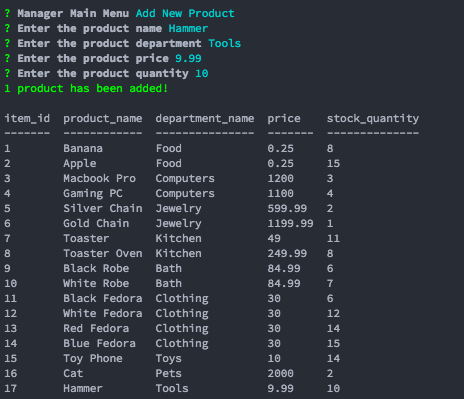 ? Manager Main Menu Add New Product
? Enter the product name Hammer
? Enter the product department Tools
? Enter the product price 9.99
? Enter the product quantity 10
1 product has been added!
item_id  product_name  department_name  price    stock_quantity
-------  ------------  ---------------  -------  --------------
1        Banana        Food             0.25     8
2        Apple         Food             0.25     15
3        Macbook Pro   Computers        1200     3
4        Gaming PC     Computers        1100     4
5        Silver Chain  Jewelry          599.99   2
6        Gold Chain    Jewelry          1199.99  1
7        Toaster       Kitchen          49       11
8        Toaster Oven  Kitchen          249.99   8
9        Black Robe    Bath             84.99    6
10       White Robe    Bath             84.99    7
11       Black Fedora  Clothing         30       6
12       White Fedora  Clothing         30       12
13       Red Fedora    Clothing         30       14
14       Blue Fedora   Clothing         30       15
15       Toy Phone     Toys             10       14
16       Cat           Pets             2000     2
17       Hammer        Tools            9.99     10